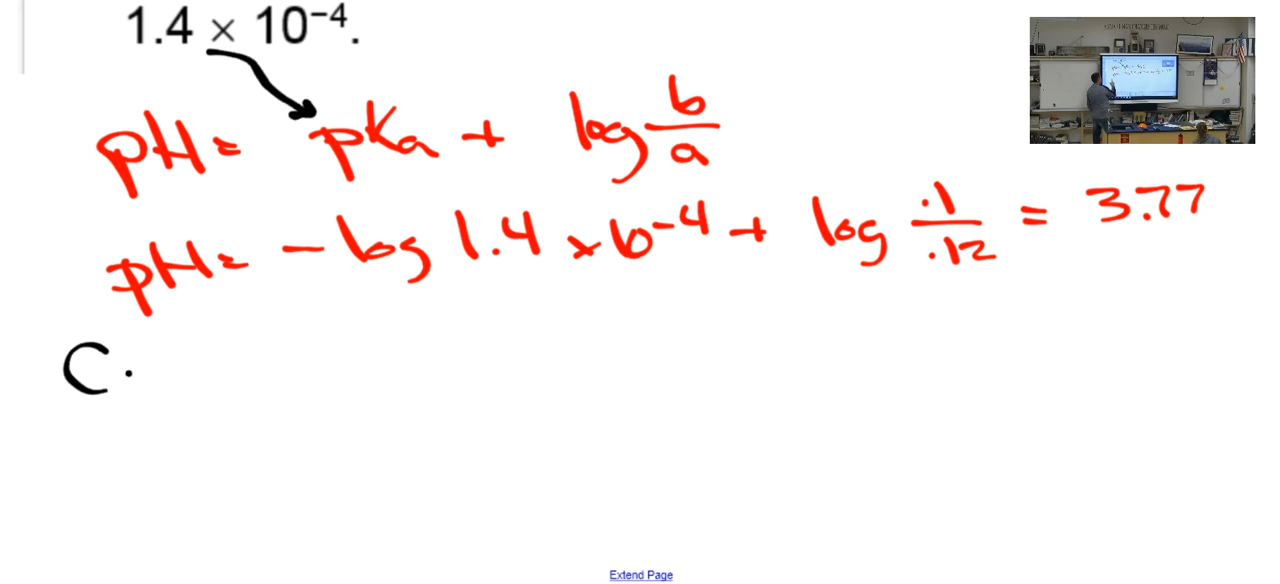 1.4 × 10⁻⁴.
pH= pKa + log b/a
pH= -log 1.4 × 10⁻⁴ + log .1/.12 = 3.77
C.
Extend Page